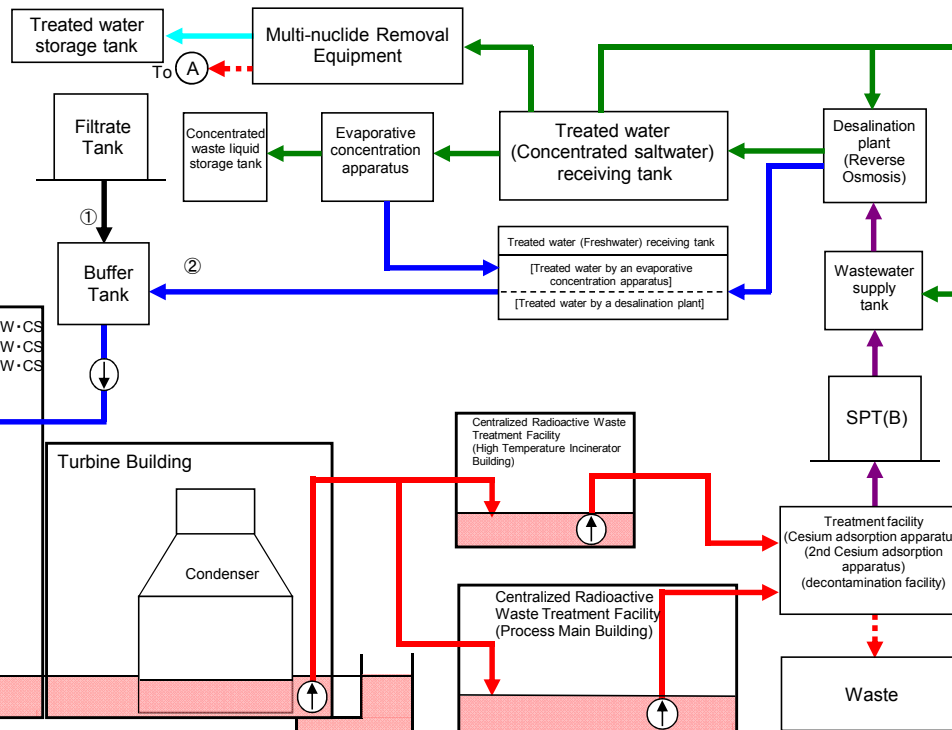 Treated water
storage tank
Multi-nuclide Removal
Equipment
To A
Filtrate
Tank
Concentrated
waste liquid
storage tank
Evaporative
concentration
apparatus
Treated water
(Concentrated saltwater)
receiving tank
Desalination
plant
(Reverse
Osmosis)
①
②
Buffer
Tank
Treated water (Freshwater) receiving tank
[Treated water by an evaporative
concentration apparatus]
[Treated water by a desalination plant]
Wastewater
supply
tank
W・CS
W・CS
W・CS
SPT(B)
Turbine Building
Condenser
Centralized Radioactive Waste
Treatment Facility
(High Temperature Incinerator
Building)
Centralized Radioactive
Waste Treatment Facility
(Process Main Building)
Treatment facility
(Cesium adsorption apparatu
(2nd Cesium adsorption
apparatus)
(decontamination facility)
Waste